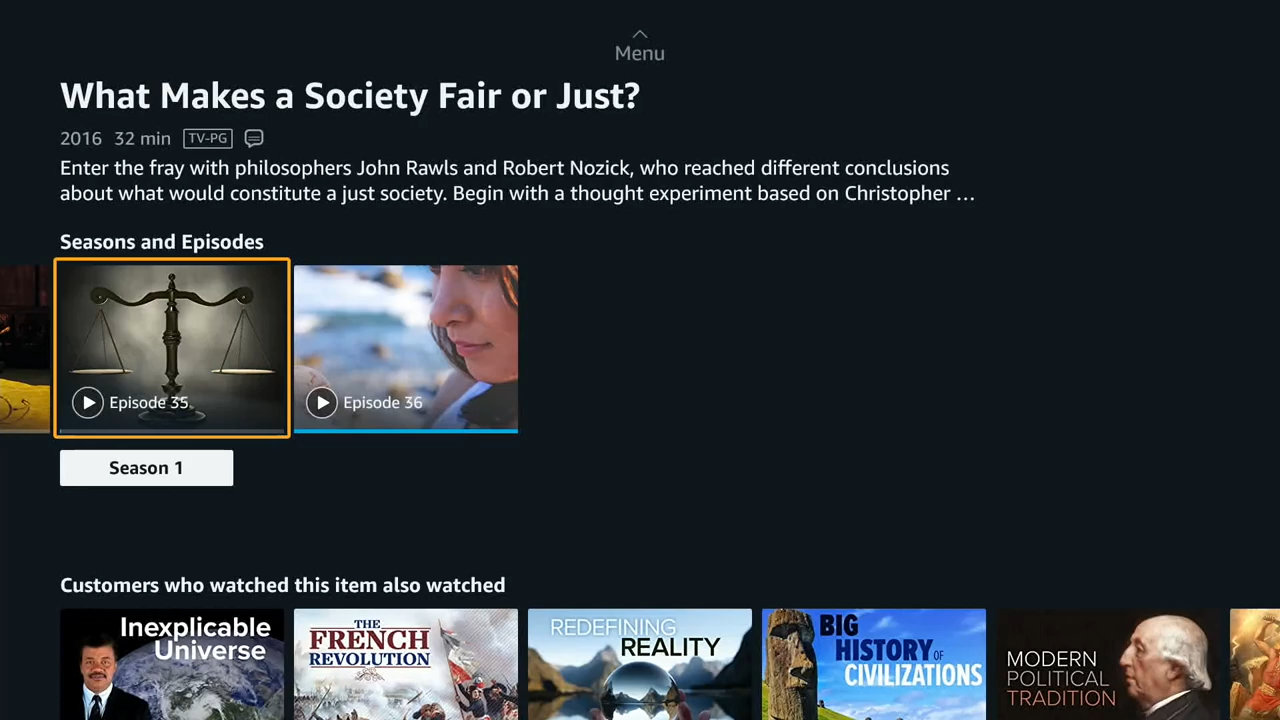 Menu
What Makes a Society Fair or Just?
2016 32 min TV-PG
Enter the fray with philosophers John Rawls and Robert Nozick, who reached different conclusions
about what would constitute a just society. Begin with a thought experiment based on Christopher ...
Seasons and Episodes
Episode 35
Episode 36
Season 1
Customers who watched this item also watched
Inexplicable
Universe
THE
FRENCH
REVOLUTION
REDEFINING
REALITY
BIG
HISTORY OF
CIVILIZATIONS
MODERN
POLITICAL
TRADITION